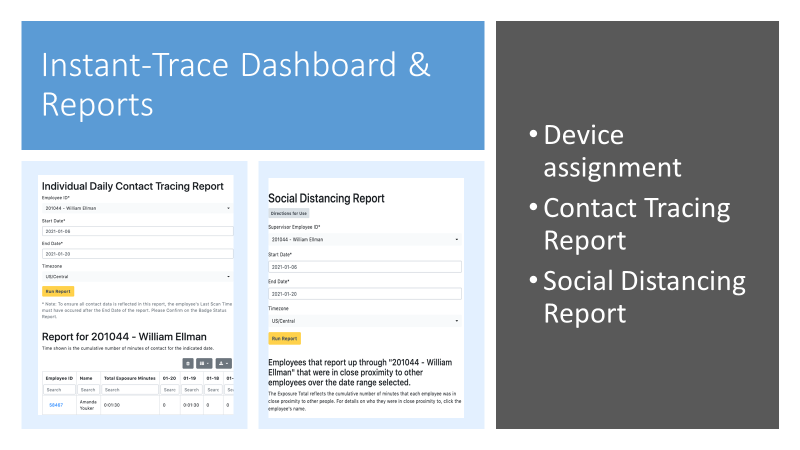 Instant-Trace Dashboard &
Reports
Individual Daily Contact Tracing Report
Employee ID*
201044 - William Ellman
Start Date*
2021-01-06
End Date*
2021-01-20
Timezone
US/Central
Run Report
* Note: To ensure all contact data is reflected in this report, the employee's Last Scan Time
must have occured after the End Date of the report. Please Confirm on the Badge Status
Report.
Report for 201044 - William Ellman
Time shown is the cumulative number of minutes of contact for the indicated date.
Employee ID Name Total Exposure Minutes 01-20 01-19 01-18 01-
Search Search Search Searc Search Searc Sear
38487 Amanda Youker 0:01:30 0 0:01:30 0 0
Social Distancing Report
Directions for Use
Supervisor Employee ID*
201044 - William Ellman
Start Date*
2021-01-06
End Date*
2021-01-20
Timezone
US/Central
Run Report
Employees that report up through "201044 - William
Ellman" that were in close proximity to other
employees over the date range selected.
The Exposure Total reflects the cumulative number of minutes that each employee was in
close proximity to other people. For details on who they were in close proximity to, click the
employee's name.
• Device
assignment
• Contact Tracing
Report
• Social Distancing
Report